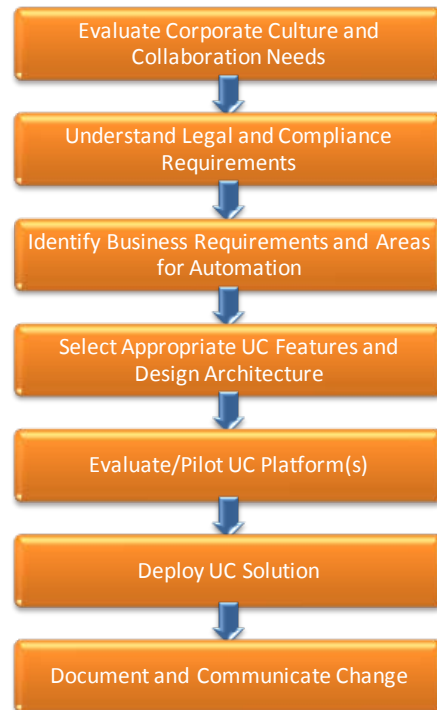 Evaluate Corporate Culture and
Collaboration Needs
Understand Legal and Compliance
Requirements
Identify Business Requirements and Areas
for Automation
Select Appropriate UC Features and
Design Architecture
Evaluate/Pilot UC Platform(s)
Deploy UC Solution
Document and Communicate Change